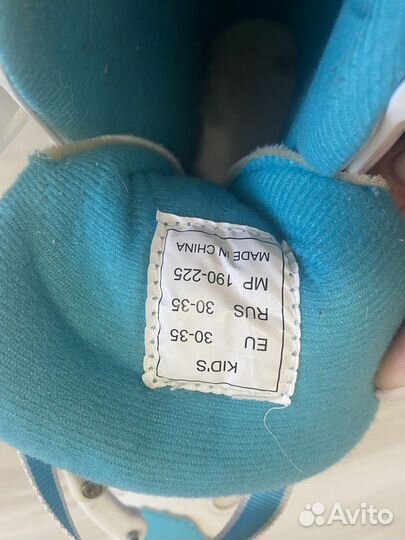 KID'S
EU 30-35
RUS 30-35
MP 190-225
MADE IN CHINA
Avito